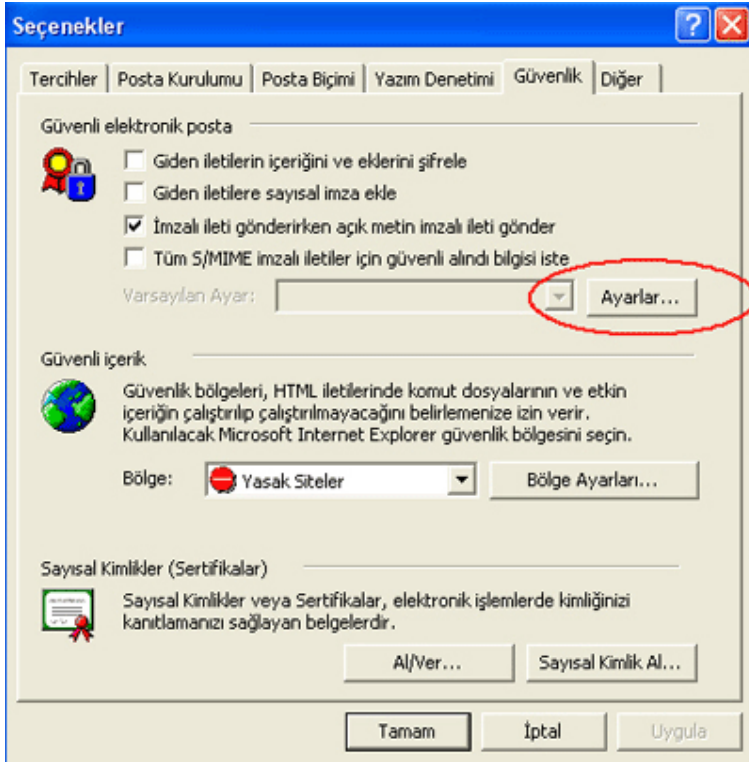 Seçenekler
Tercihler Posta Kurulumu Posta Biçimi Yazım Denetimi Güvenlik Diğer
Güvenli elektronik posta
Giden iletilerin içeriğini ve eklerini şifrele
Giden iletilere sayısal imza ekle
İmzalı ileti gönderirken açık metin imzalı ileti gönder
Tüm S/MIME imzalı iletiler için güvenli alındı bilgisi iste
Varsayılan Ayar: Ayarlar...
Güvenli içerik
Güvenlik bölgeleri, HTML iletilerinde komut dosyalarının ve etkin
içeriğin çalıştırılıp çalıştırılmayacağını belirlemenize izin verir.
Kullanılacak Microsoft Internet Explorer güvenlik bölgesini seçin.
Bölge: Yasak Siteler Bölge Ayarları...
Sayısal Kimlikler (Sertifikalar)
Sayısal Kimlikler veya Sertifikalar, elektronik işlemlerde kimliğinizi
kanıtlamanızı sağlayan belgelerdir.
Al/Ver... Sayısal Kimlik Al...
Tamam İptal Uygula